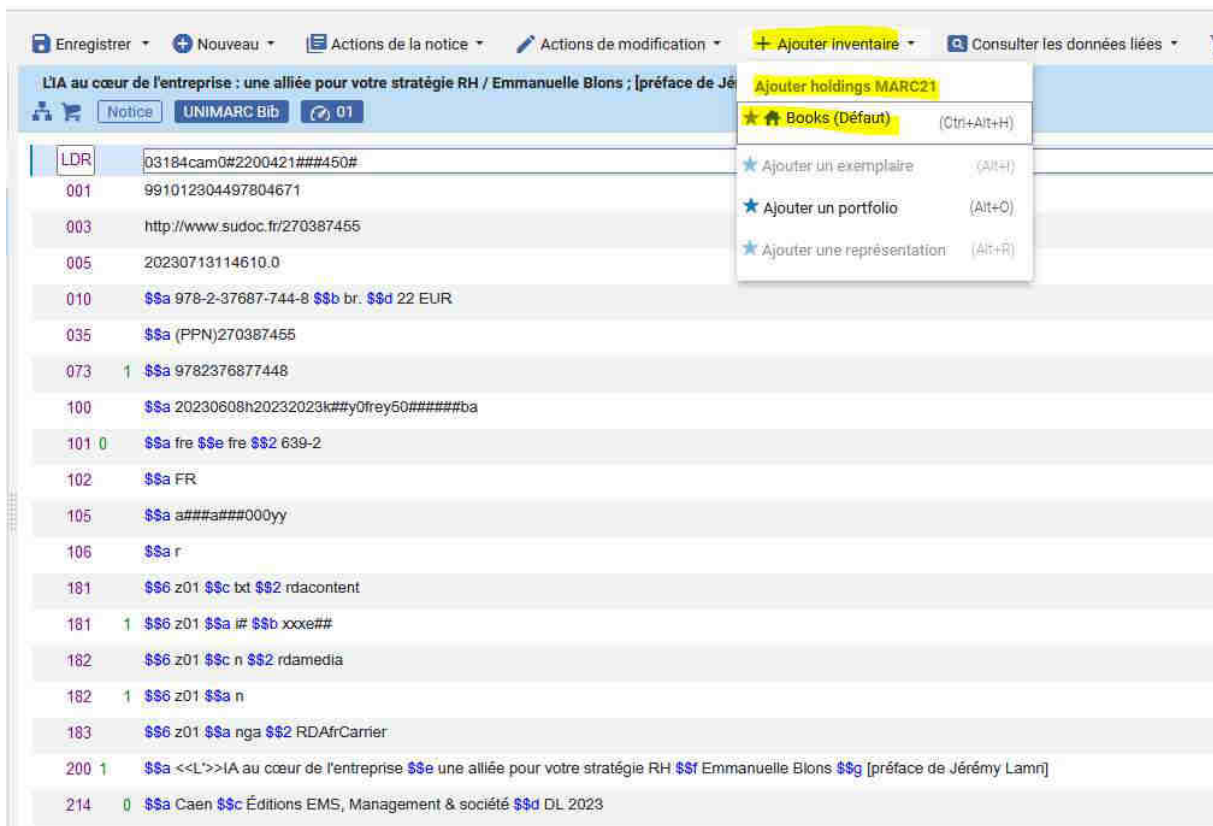 Enregistrer Nouveau Actions de la notice Actions de modification + Ajouter inventaire Consulter les données liées
L'IA au cœur de l'entreprise : une alliée pour votre stratégie RH / Emmanuelle Blons ; [préface de Jé
Ajouter holdings MARC21
Notice UNIMARC Bib 01
Books (Défaut) (Ctrl+Alt+H)
Ajouter un exemplaire (Alt+I)
Ajouter un portfolio (Alt+O)
Ajouter une représentation (Alt+R)
LDR 03184cam0#2200421###450#
001 991012304497804671
003 http://www.sudoc.fr/270387455
005 20230713114610.0
010 $$a 978-2-37687-744-8 $$b br. $$d 22 EUR
035 $$a (PPN)270387455
073 1 $$a 9782376877448
100 $$a 20230608h20232023k##y0frey50######ba
101 0 $$a fre $$e fre $$2 639-2
102 $$a FR
105 $$a a###a###000yy
106 $$a r
181 $$6 z01 $$c txt $$2 rdacontent
181 1 $$6 z01 $$a i# $$b xxxe##
182 $$6 z01 $$c n $$2 rdamedia
182 1 $$6 z01 $$a n
183 $$6 z01 $$a nga $$2 RDAfrCarrier
200 1 $$a <<L'>>IA au cœur de l'entreprise $$e une alliée pour votre stratégie RH $$f Emmanuelle Blons $$g [préface de Jérémy Lamri]
214 0 $$a Caen $$c Éditions EMS, Management & société $$d DL 2023